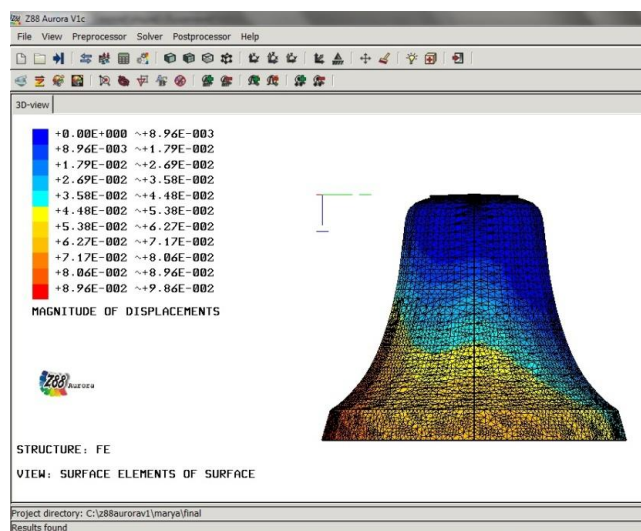 Z88 Aurora V1c
File View Preprocessor Solver Postprocessor Help
3D-view
+0.00E+000 ~+8.96E-003
+8.96E-003 ~+1.79E-002
+1.79E-002 ~+2.69E-002
+2.69E-002 ~+3.58E-002
+3.58E-002 ~+4.48E-002
+4.48E-002 ~+5.38E-002
+5.38E-002 ~+6.27E-002
+6.27E-002 ~+7.17E-002
+7.17E-002 ~+8.06E-002
+8.06E-002 ~+8.96E-002
+8.96E-002 ~+9.86E-002
MAGNITUDE OF DISPLACEMENTS
Z88 Aurora
STRUCTURE: FE
VIEW: SURFACE ELEMENTS OF SURFACE
Project directory: C:\z88aurorav1\marya\final
Results found